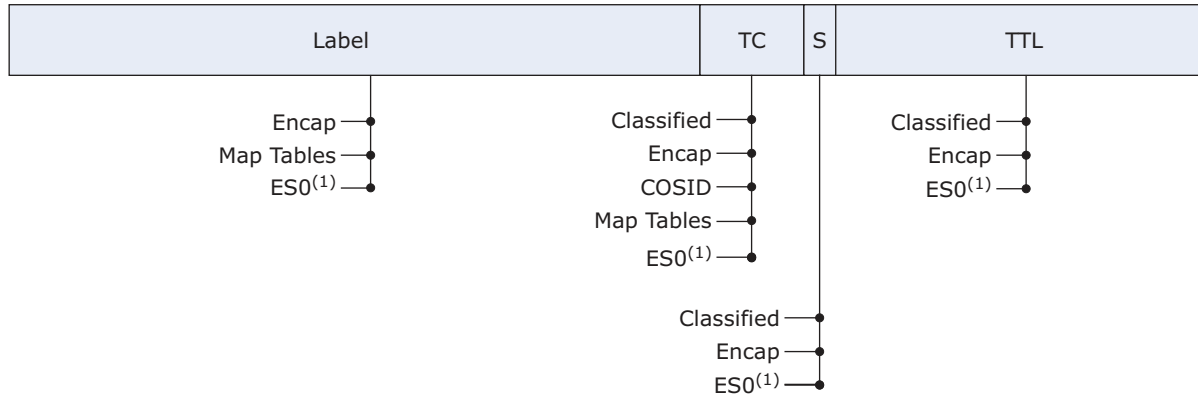 Label TC S TTL
Encap
Map Tables
ES0(1)
Classified
Encap
COSID
Map Tables
ES0(1)
Classified
Encap
ES0(1)
Classified
Encap
ES0(1)